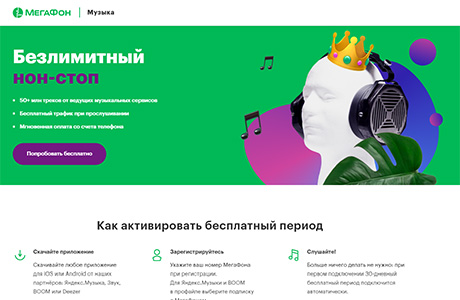 МегаФон Музыка
Безлимитный
нон-стоп
50+ млн треков от ведущих музыкальных сервисов
Бесплатный трафик при прослушивании
Мгновенная оплата со счета телефона
Попробовать бесплатно
Как активировать бесплатный период
Скачайте приложение
Скачивайте любое приложение
для iOS или Android от наших
партнёров: Яндекс.Музыка, Звук,
BOOM или Deezer
Зарегистрируйтесь
Укажите ваш номер МегаФона
при регистрации.
Для Яндекс.Музыки и BOOM
в профайле выберите подписку
Слушайте!
Больше ничего делать не нужно: при
первом подключении 30-дневный
бесплатный период подключится
автоматически.